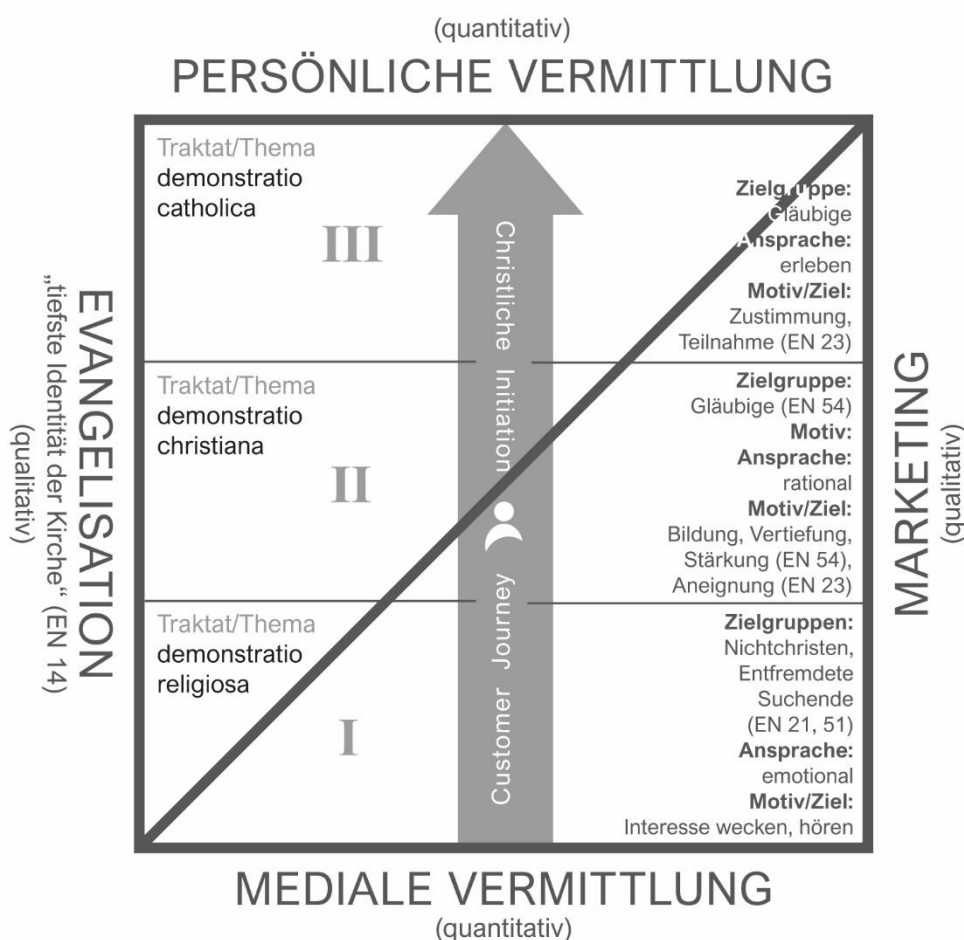 (quantitativ)
PERSÖNLICHE VERMITTLUNG
EVANGELISATION
„tiefste Identität der Kirche“ (EN 14)
(qualitativ)
Traktat/Thema
demonstratio
catholica
III
Traktat/Thema
demonstratio
christiana
II
Traktat/Thema
demonstratio
religiosa
I
Christliche Initiation
Customer Journey
Zielgruppe:
Gläubige
Ansprache:
erleben
Motiv/Ziel:
Zustimmung,
Teilnahme (EN 23)
Zielgruppe:
Gläubige (EN 54)
Motiv:
Ansprache:
rational
Motiv/Ziel:
Bildung, Vertiefung,
Stärkung (EN 54),
Aneignung (EN 23)
Zielgruppen:
Nichtchristen,
Entfremdete
Suchende
(EN 21, 51)
Ansprache:
emotional
Motiv/Ziel:
Interesse wecken, hören
MARKETING
(qualitativ)
MEDIALE VERMITTLUNG
(quantitativ)